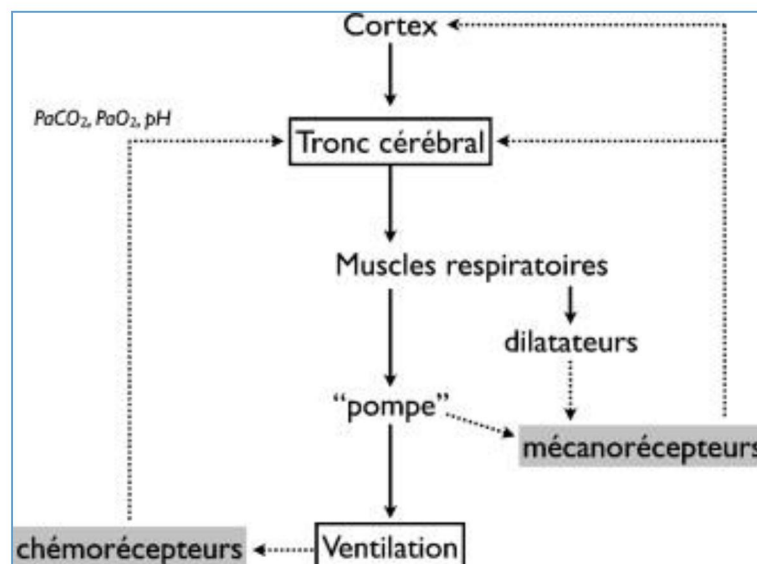 Cortex
PaCO₂, PaO₂, pH
Tronc cérébral
Muscles respiratoires
dilatateurs
“pompe”
mécanorécepteurs
chémorécepteurs
Ventilation